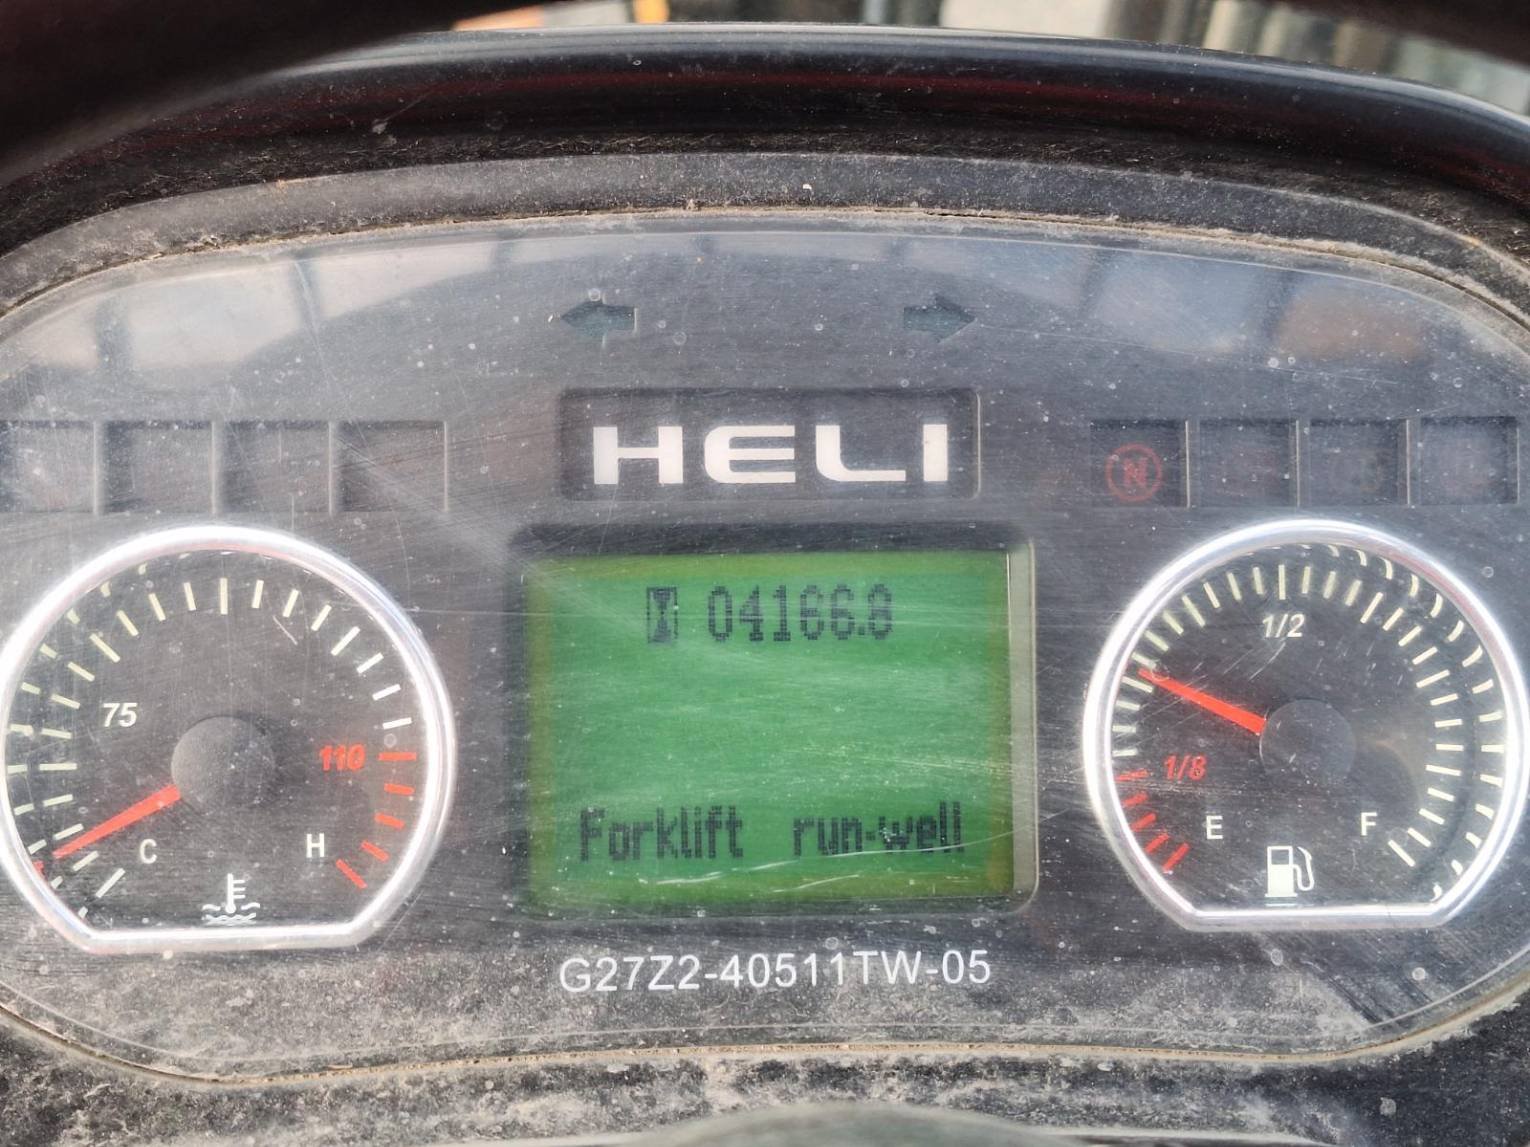 HELI
N
04166.8
1/2
75
110
1/8
C
H
E
F
Forklift run-well
G27Z2-40511TW-05